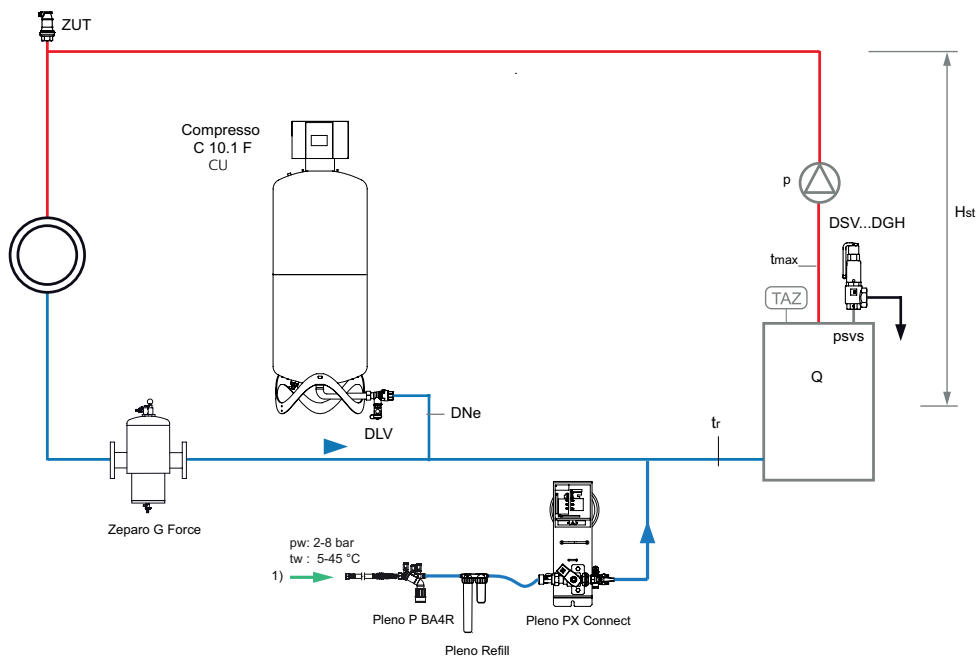 ZUT
Compresso
C 10.1 F
CU
p
Hst
DSV...DGH
tmax
TAZ
psvs
Q
DNe
DLV
tr
Zeparo G Force
pw: 2-8 bar
tw : 5-45 °C
1)
Pleno P BA4R
Pleno PX Connect
Pleno Refill